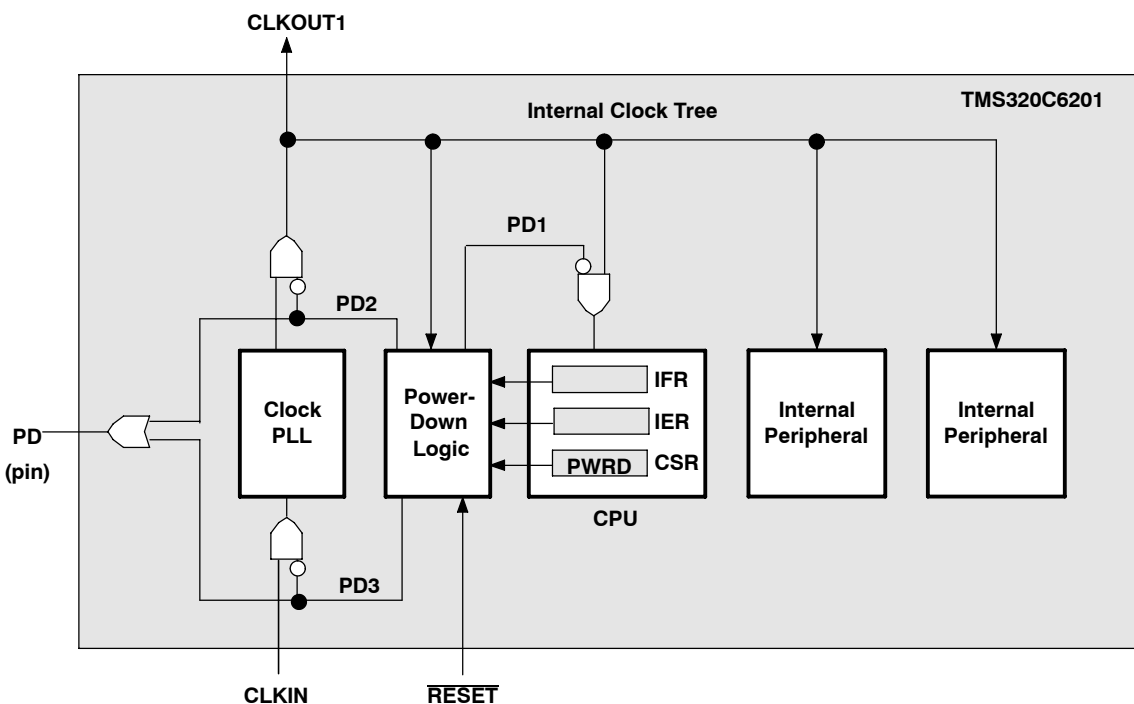 CLKOUT1
TMS320C6201
Internal Clock Tree
PD1
PD2
Clock
PLL
Power-
Down
Logic
IFR
IER
PWRD
CSR
CPU
Internal
Peripheral
Internal
Peripheral
PD
(pin)
PD3
CLKIN
RESET